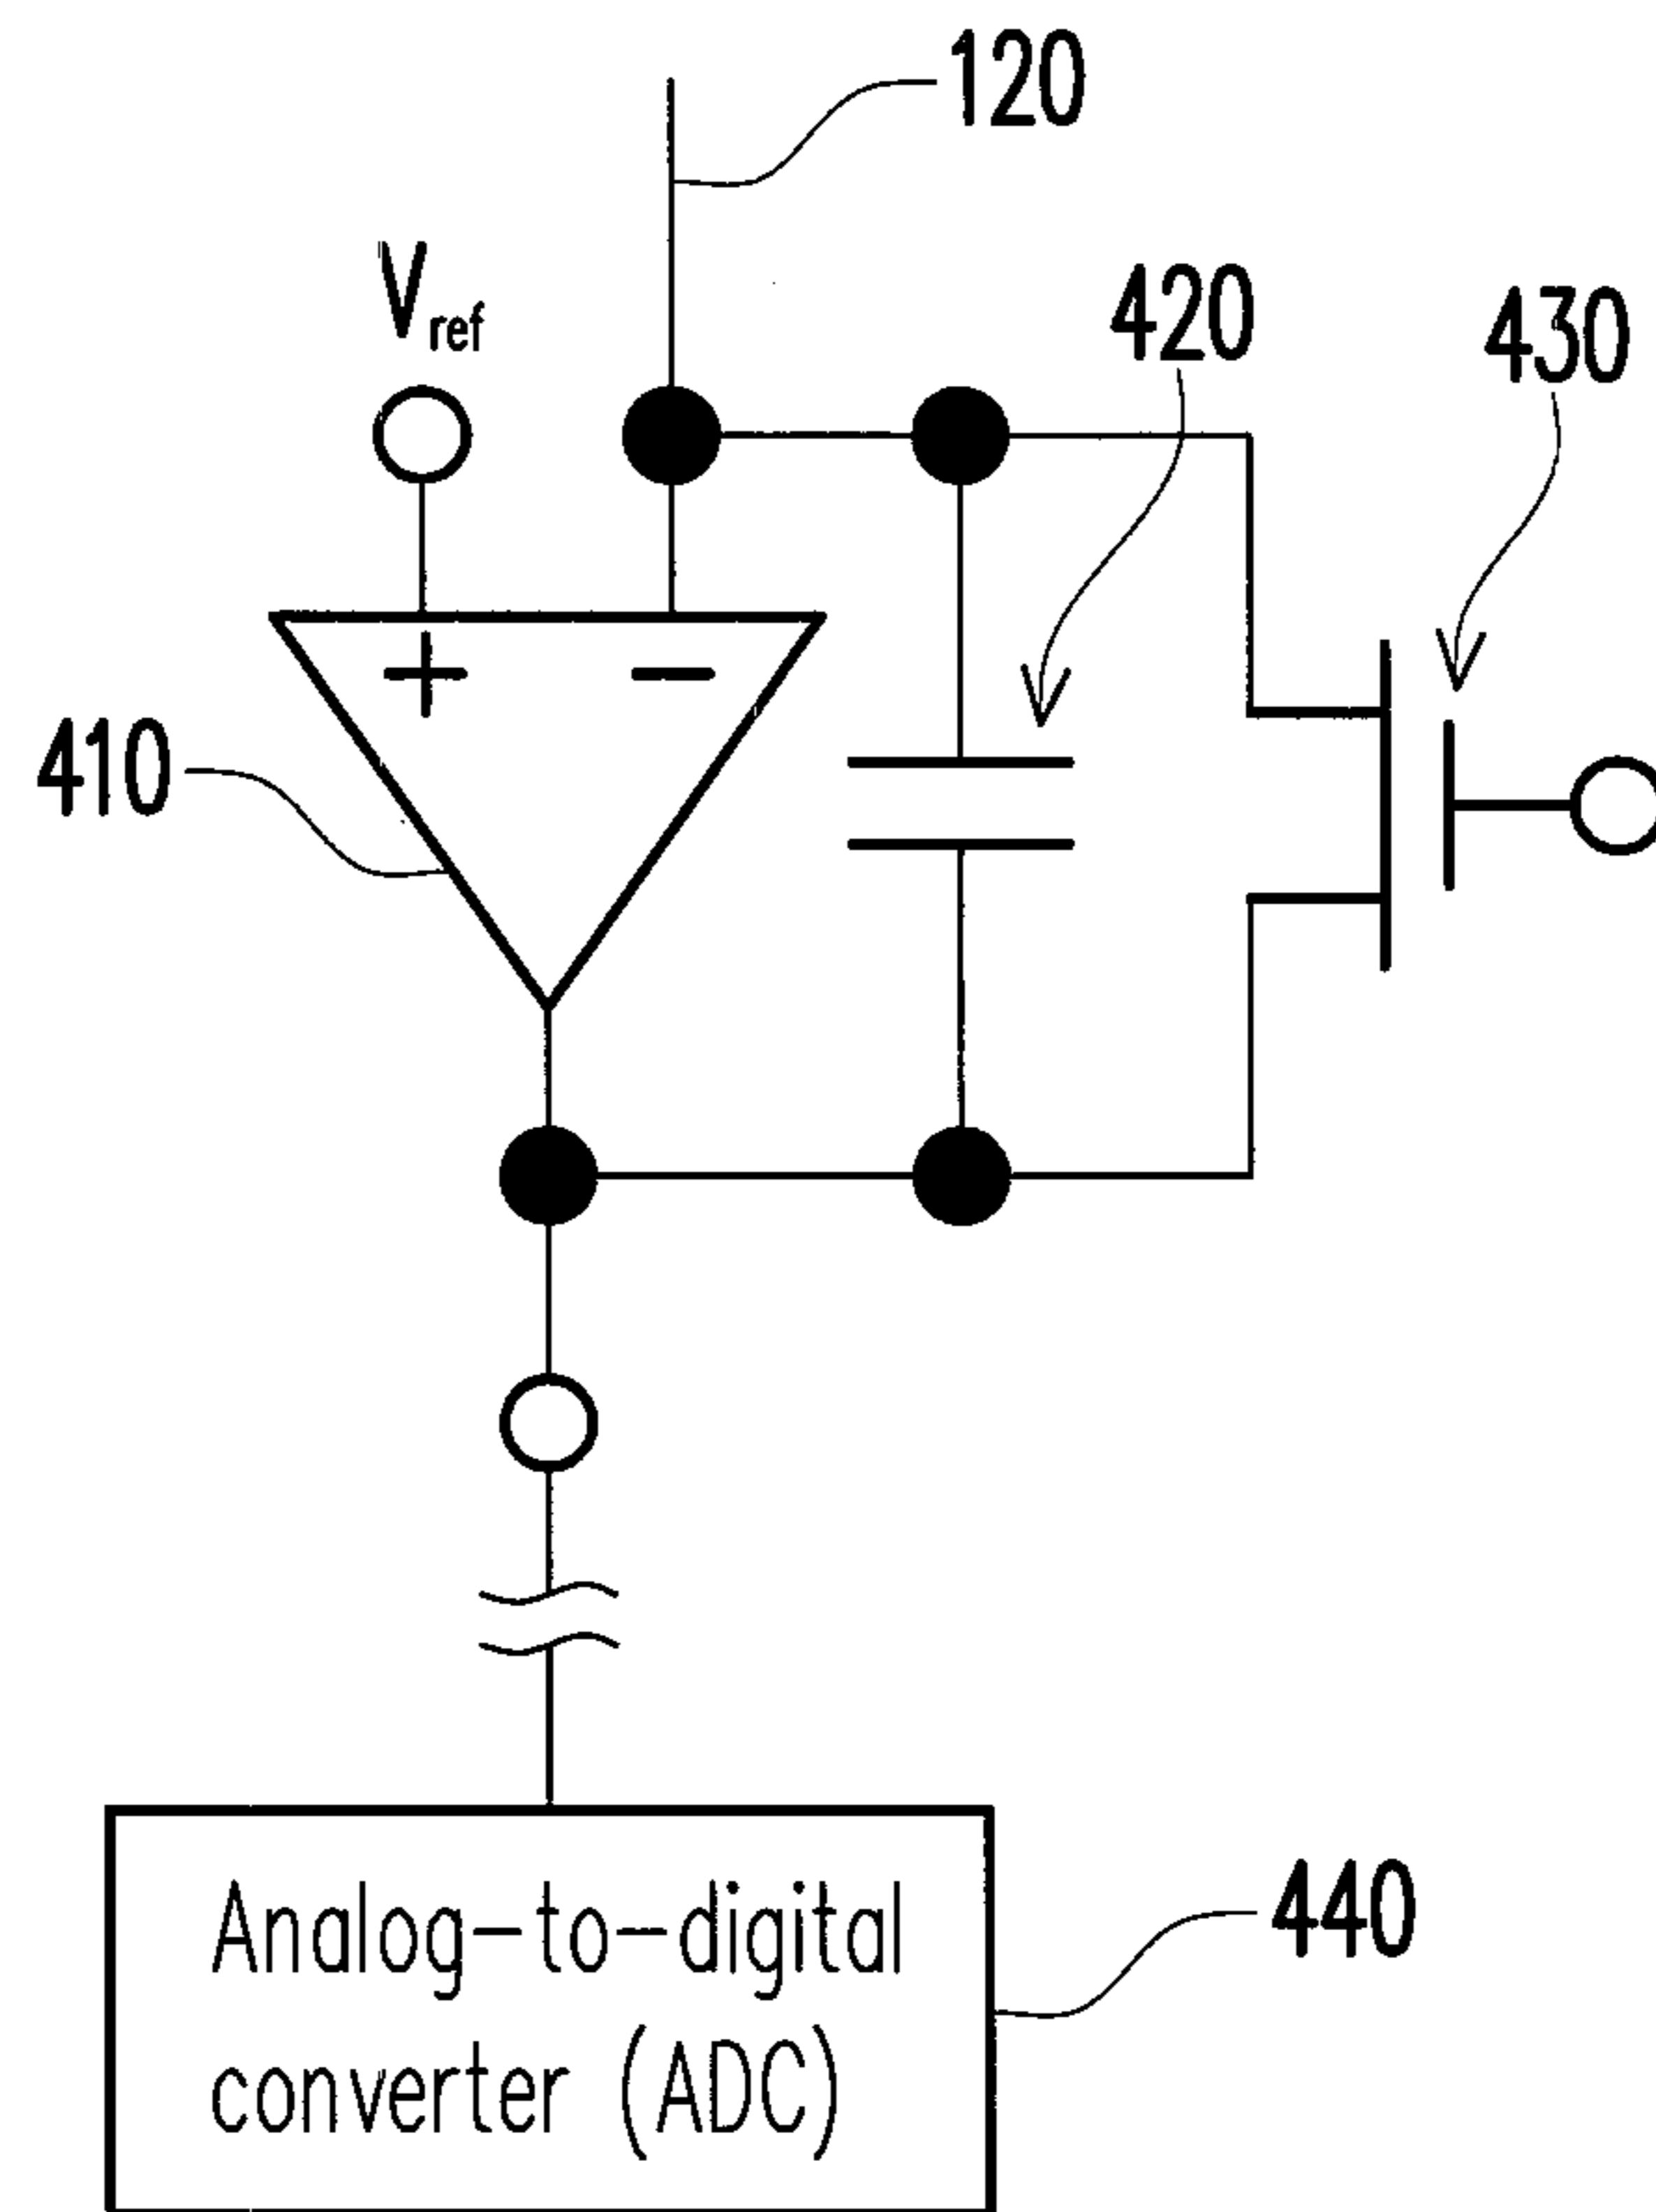 120
Vref
420
430
+ −
410
Analog-to-digital
converter (ADC)
440